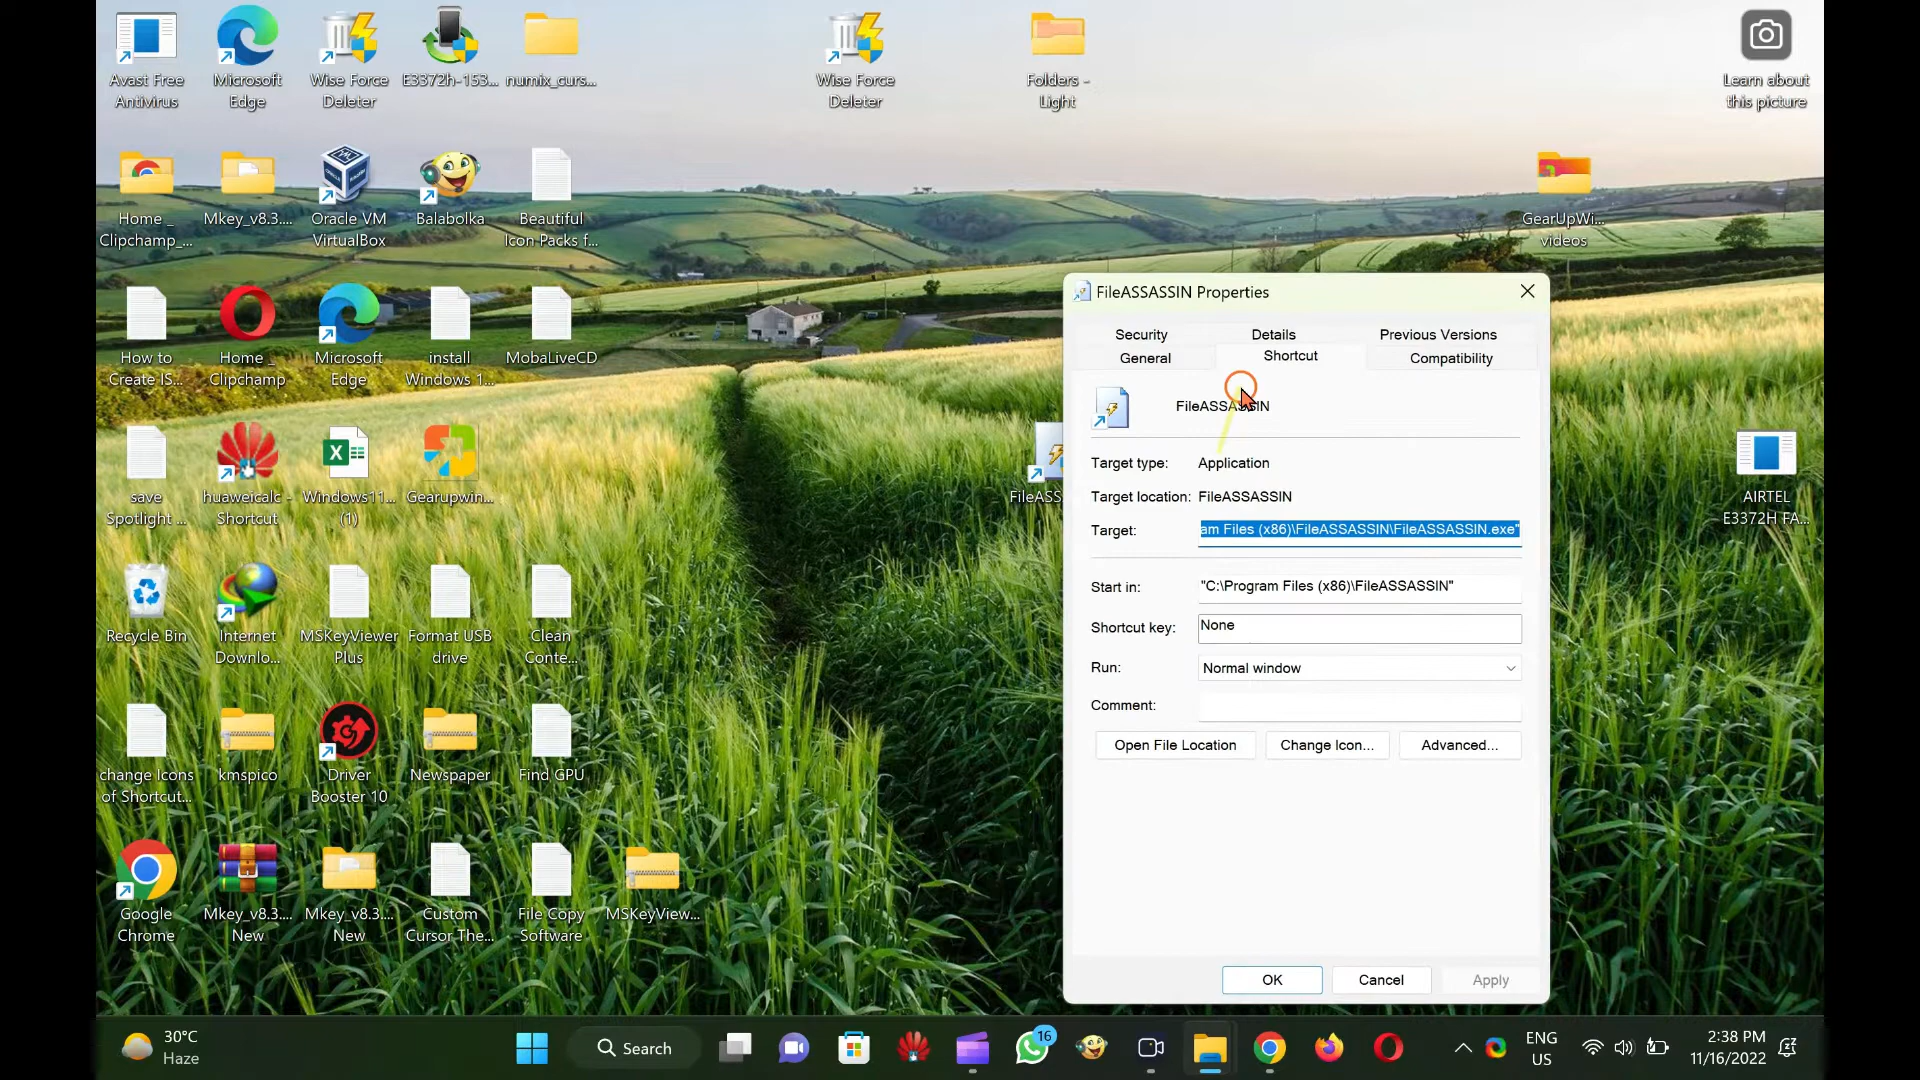 Avast Free
Antivirus
Microsoft
Edge
Wise Force
Deleter
E3372h-153...
numix_curs...
Wise Force
Deleter
Folders -
Light
Learn about
this picture
Home _
Clipchamp_...
Mkey_v8.3....
Oracle VM
VirtualBox
Balabolka
Beautiful
Icon Packs f...
GearUpWi...
videos
How to
Create IS...
Home _
Clipchamp
Microsoft
Edge
install
Windows 1...
MobaLiveCD
save
Spotlight ...
huaweicalc -
Shortcut
Windows11...
(1)
Gearupwin...
FileASS
AIRTEL
E3372H FA...
Recycle Bin
Internet
Downlo...
MSKeyViewer
Plus
Format USB
drive
Clean
Conte...
change Icons
of Shortcut...
kmspico
Driver
Booster 10
Newspaper
Find GPU
Google
Chrome
Mkey_v8.3....
New
Mkey_v8.3....
New
Custom
Cursor The...
File Copy
Software
MSKeyView...
FileASSASSIN Properties
Security
Details
Previous Versions
General
Shortcut
Compatibility
FileASSASSIN
Target type: Application
Target location: FileASSASSIN
Target: am Files (x86)\FileASSASSIN\FileASSASSIN.exe"
Start in: "C:\Program Files (x86)\FileASSASSIN"
Shortcut key: None
Run: Normal window
Comment:
Open File Location
Change Icon...
Advanced...
OK
Cancel
Apply
30°C
Haze
Search
16
ENG
US
2:38 PM
11/16/2022